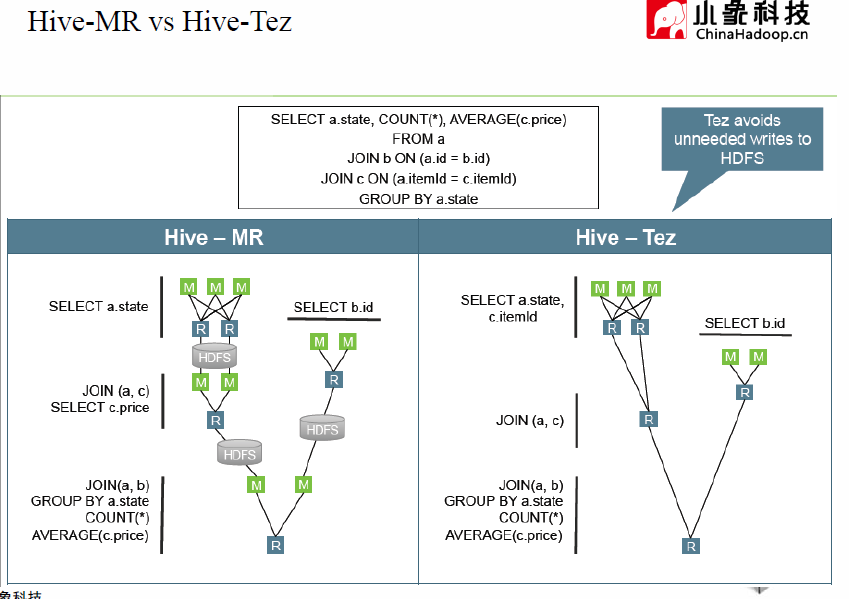 Hive-MR vs Hive-Tez
小象科技
ChinaHadoop.cn
SELECT a.state, COUNT(*), AVERAGE(c.price)
FROM a
JOIN b ON (a.id = b.id)
JOIN c ON (a.itemId = c.itemId)
GROUP BY a.state
Tez avoids
unneeded writes to
HDFS
Hive – MR
Hive – Tez
SELECT a.state
M M M
R R
HDFS
SELECT b.id
M M
R
HDFS
JOIN (a, c)
SELECT c.price
M M
R
HDFS
JOIN(a, b)
GROUP BY a.state
COUNT(*)
AVERAGE(c.price)
M M
R
SELECT a.state,
c.itemId
M M M
R R
SELECT b.id
M M
R
JOIN (a, c)
R
JOIN(a, b)
GROUP BY a.state
COUNT(*)
AVERAGE(c.price)
R
象科技